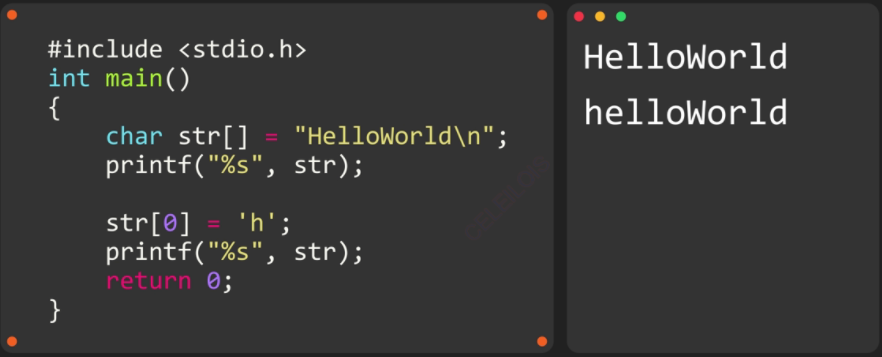 #include <stdio.h>
int main()
{
    char str[] = "HelloWorld\n";
    printf("%s", str);

    str[0] = 'h';
    printf("%s", str);
    return 0;
}
HelloWorld
helloWorld